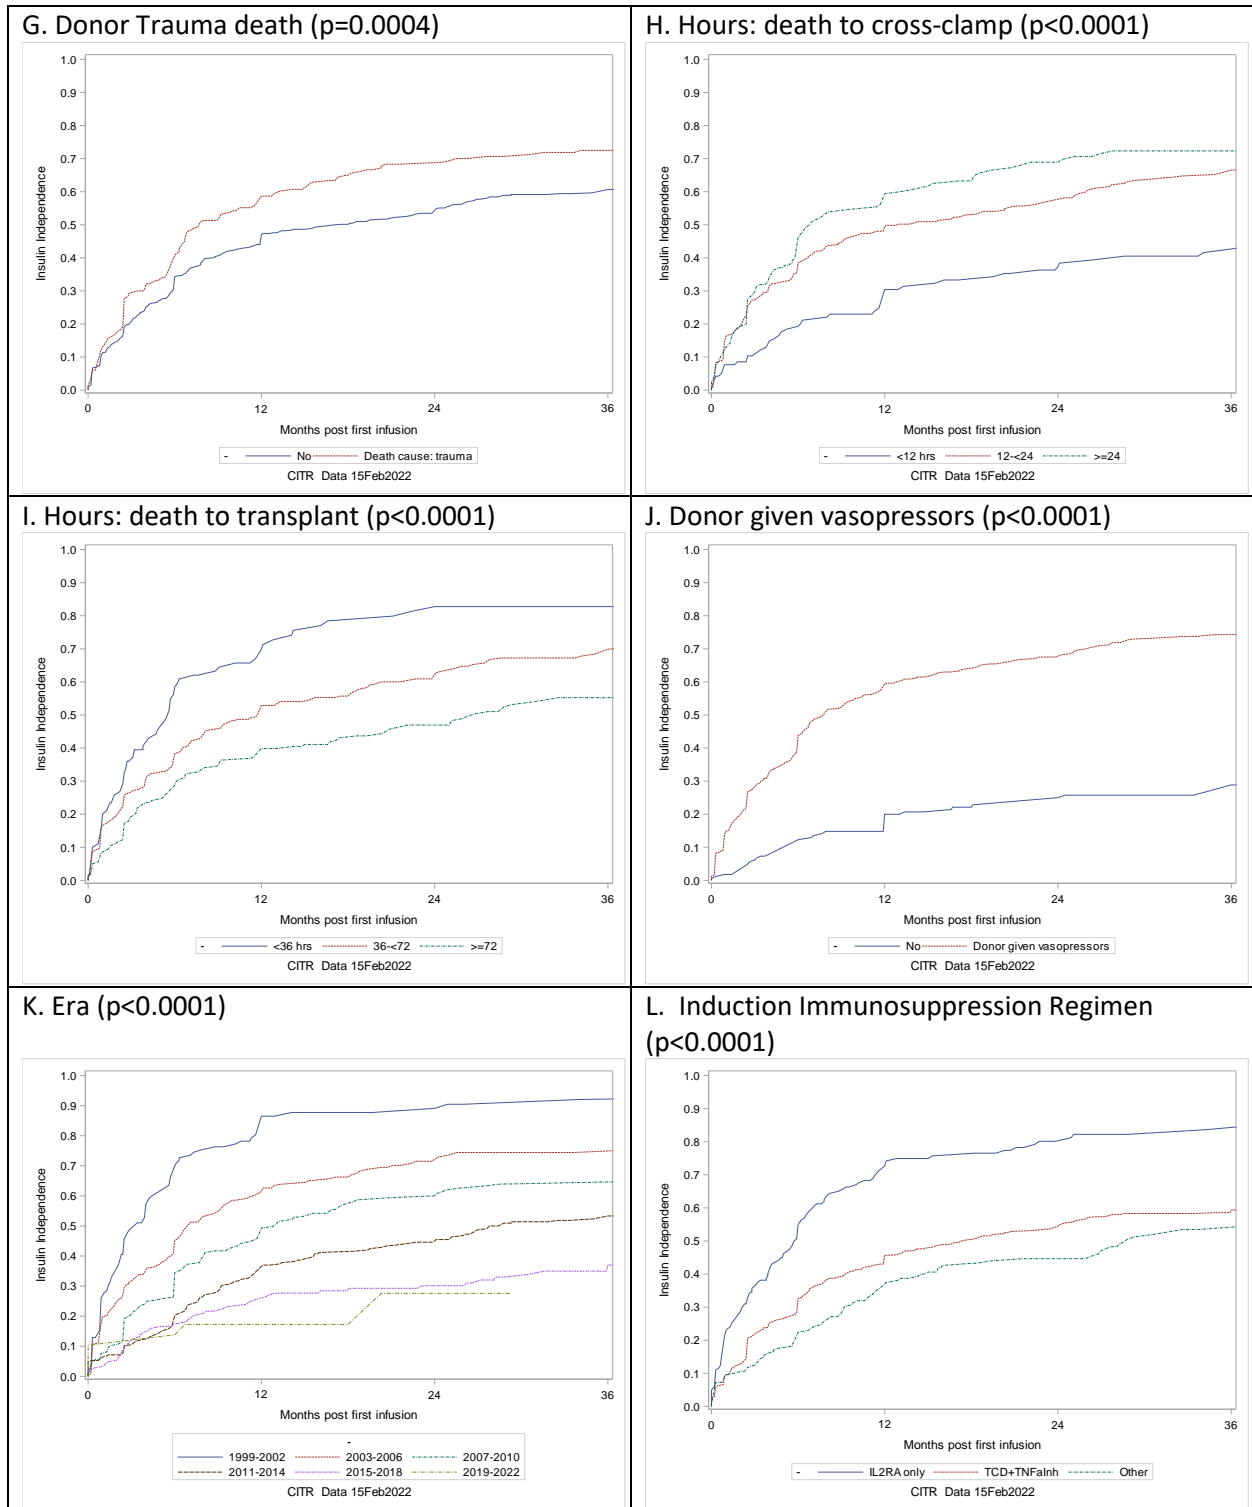 G. Donor Trauma death (p=0.0004)
1.0
0.9
0.8
0.7
0.6
0.5
0.4
0.3
0.2
0.1
0.0
Insulin Independence
0 12 24 36
Months post first infusion
- No Death cause: trauma
CITR Data 15Feb2022
H. Hours: death to cross-clamp (p<0.0001)
1.0
0.9
0.8
0.7
0.6
0.5
0.4
0.3
0.2
0.1
0.0
Insulin Independence
0 12 24 36
Months post first infusion
- <12 hrs 12-<24 >=24
CITR Data 15Feb2022
I. Hours: death to transplant (p<0.0001)
1.0
0.9
0.8
0.7
0.6
0.5
0.4
0.3
0.2
0.1
0.0
Insulin Independence
0 12 24 36
Months post first infusion
- <36 hrs 36-<72 >=72
CITR Data 15Feb2022
J. Donor given vasopressors (p<0.0001)
1.0
0.9
0.8
0.7
0.6
0.5
0.4
0.3
0.2
0.1
0.0
Insulin Independence
0 12 24 36
Months post first infusion
- No Donor given vasopressors
CITR Data 15Feb2022
K. Era (p<0.0001)
1.0
0.9
0.8
0.7
0.6
0.5
0.4
0.3
0.2
0.1
0.0
Insulin Independence
0 12 24 36
Months post first infusion
-
1999-2002 2003-2006 2007-2010
2011-2014 2015-2018 2019-2022
CITR Data 15Feb2022
L. Induction Immunosuppression Regimen
(p<0.0001)
1.0
0.9
0.8
0.7
0.6
0.5
0.4
0.3
0.2
0.1
0.0
Insulin Independence
0 12 24 36
Months post first infusion
- IL2RA only TCD+TNFaInh Other
CITR Data 15Feb2022